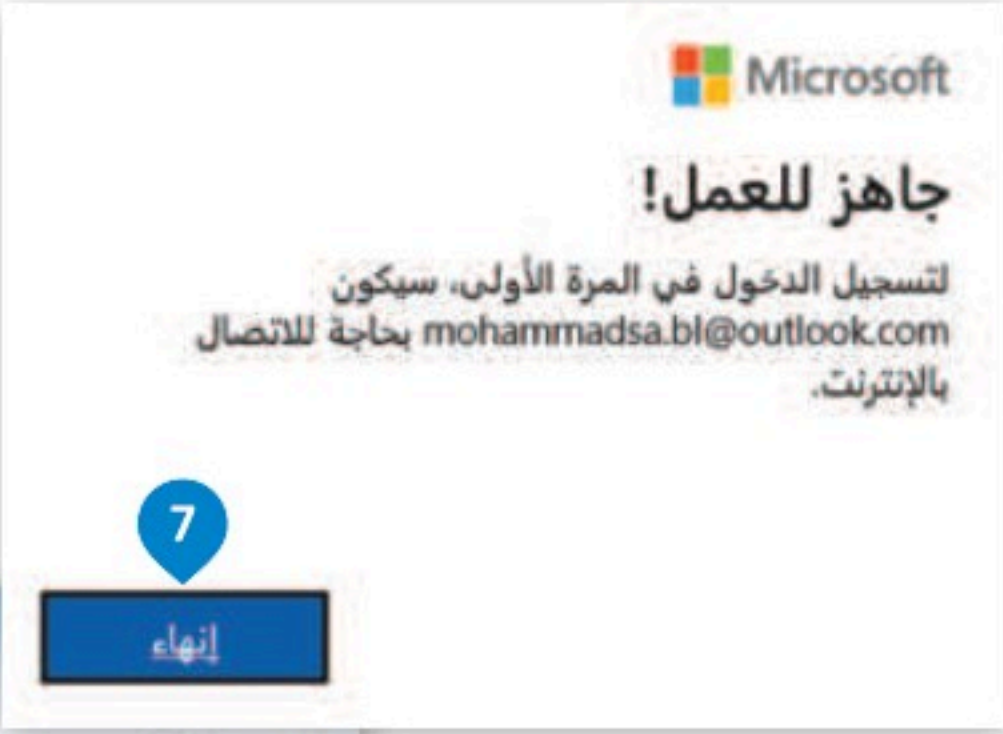 Microsoft
جاهز للعمل!
لتسجيل الدخول في المرة الأولى، سيكون
mohammadsa.bl@outlook.com بحاجة للاتصال
بالإنترنت.
7
إنهاء